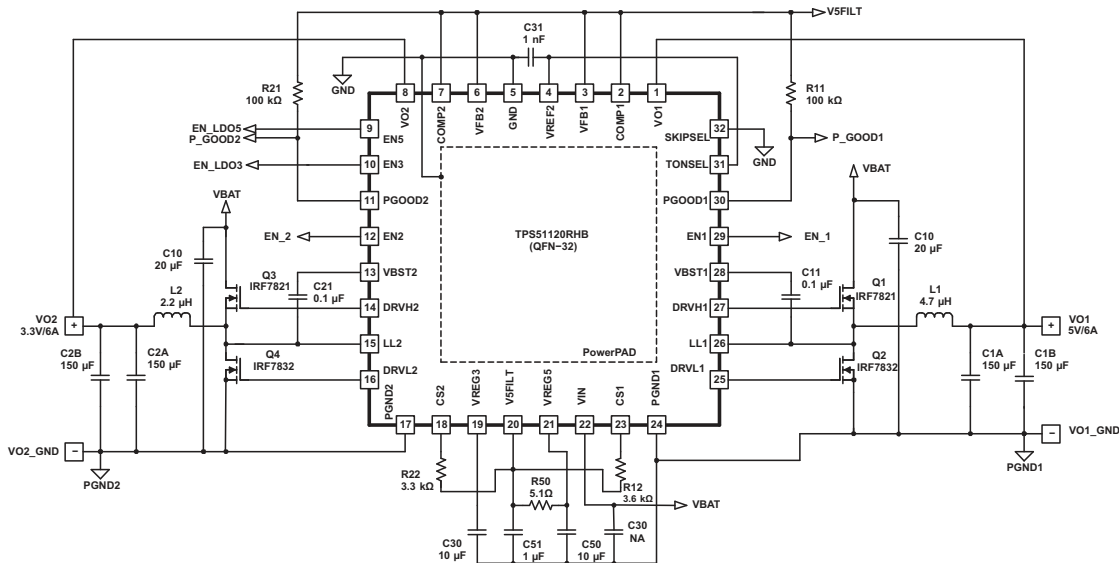 V5FILT
C31
1 nF
GND
R21
100 kΩ
R11
100 kΩ
8
7
6
5
4
3
2
1
VO2
COMP2
VFB2
GND
VREF2
VFB1
COMP1
VO1
EN_LDO5
P_GOOD2
9
EN5
32
SKIPSEL
GND
P_GOOD1
EN_LDO3
10
EN3
TONSEL
31
VBAT
11
PGOOD2
PGOOD1
30
VBAT
TPS51120RHB
(QFN−32)
EN_2
12
EN2
EN1
29
EN_1
C10
20 µF
C10
20 µF
13
VBST2
VBST1
28
Q3
IRF7821
C21
0.1 µF
C11
0.1 µF
Q1
IRF7821
14
DRVH2
DRVH1
27
L2
2.2 µH
L1
4.7 µH
VO2
3.3V/6A
+
15
LL2
LL1
26
+
VO1
5V/6A
PowerPAD
C2B
150 µF
C2A
150 µF
Q4
IRF7832
Q2
IRF7832
C1A
150 µF
C1B
150 µF
16
DRVL2
DRVL1
25
PGND2
CS2
VREG3
V5FILT
VREG5
VIN
CS1
PGND1
17
18
19
20
21
22
23
24
VO2_GND
−
−
VO1_GND
PGND2
PGND1
R22
3.3 kΩ
R50
5.1Ω
R12
3.6 kΩ
VBAT
C30
10 µF
C51
1 µF
C50
10 µF
C30
NA